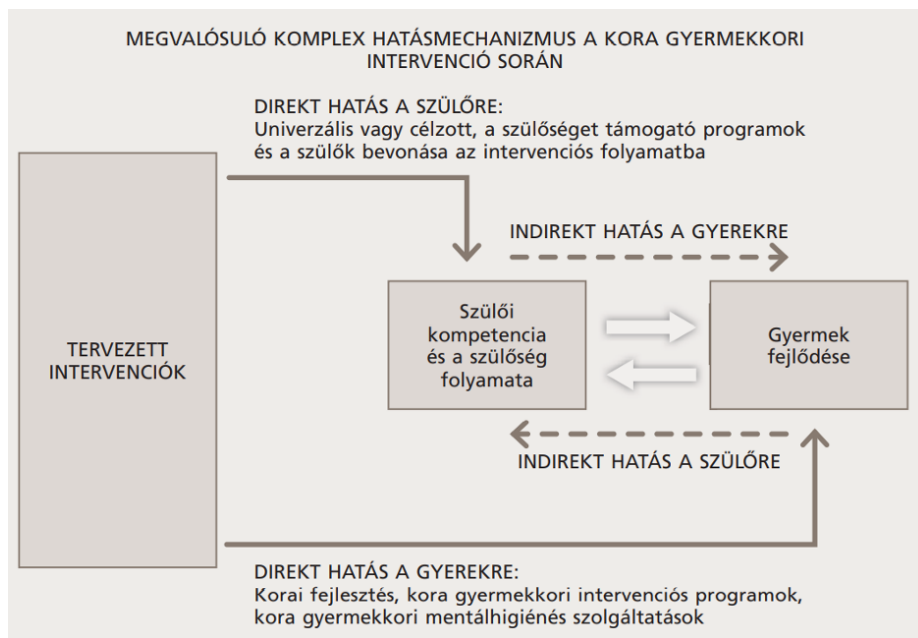 MEGVALÓSULÓ KOMPLEX HATÁSMECHANIZMUS A KORA GYERMEKKORI
INTERVENCIÓ SORÁN
DIREKT HATÁS A SZÜLŐRE:
Univerzális vagy célzott, a szülőséget támogató programok
és a szülők bevonása az intervenciós folyamatba
INDIREKT HATÁS A GYEREKRE
TERVEZETT
INTERVENCIÓK
Szülői
kompetencia
és a szülőség
folyamata
Gyermek
fejlődése
INDIREKT HATÁS A SZÜLŐRE
DIREKT HATÁS A GYEREKRE:
Korai fejlesztés, kora gyermekkori intervenciós programok,
kora gyermekkori mentálhigiénés szolgáltatások